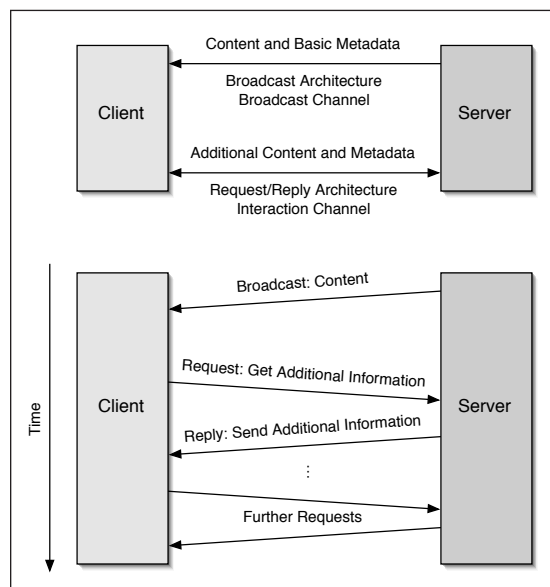 Content and Basic Metadata
Broadcast Architecture
Broadcast Channel
Client
Server
Additional Content and Metadata
Request/Reply Architecture
Interaction Channel
Broadcast: Content
Request: Get Additional Information
Time
Client
Server
Reply: Send Additional Information
...
Further Requests